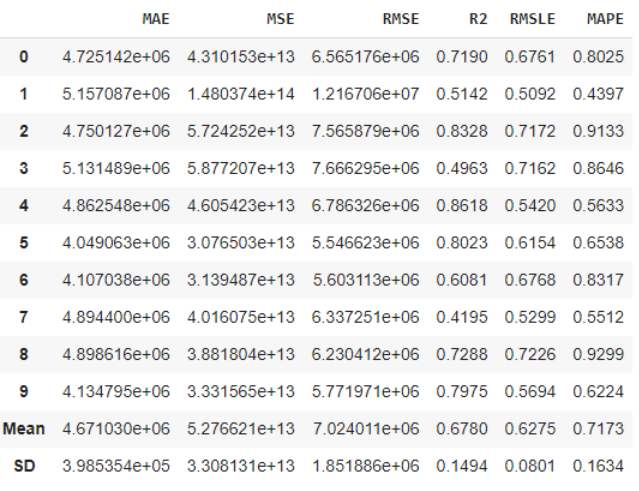 MAE MSE RMSE R2 RMSLE MAPE
0 4.725142e+06 4.310153e+13 6.565176e+06 0.7190 0.6761 0.8025
1 5.157087e+06 1.480374e+14 1.216706e+07 0.5142 0.5092 0.4397
2 4.750127e+06 5.724252e+13 7.565879e+06 0.8328 0.7172 0.9133
3 5.131489e+06 5.877207e+13 7.666295e+06 0.4963 0.7162 0.8646
4 4.862548e+06 4.605423e+13 6.786326e+06 0.8618 0.5420 0.5633
5 4.049063e+06 3.076503e+13 5.546623e+06 0.8023 0.6154 0.6538
6 4.107038e+06 3.139487e+13 5.603113e+06 0.6081 0.6768 0.8317
7 4.894400e+06 4.016075e+13 6.337251e+06 0.4195 0.5299 0.5512
8 4.898616e+06 3.881804e+13 6.230412e+06 0.7288 0.7226 0.9299
9 4.134795e+06 3.331565e+13 5.771971e+06 0.7975 0.5694 0.6224
Mean 4.671030e+06 5.276621e+13 7.024011e+06 0.6780 0.6275 0.7173
SD 3.985354e+05 3.308131e+13 1.851886e+06 0.1494 0.0801 0.1634